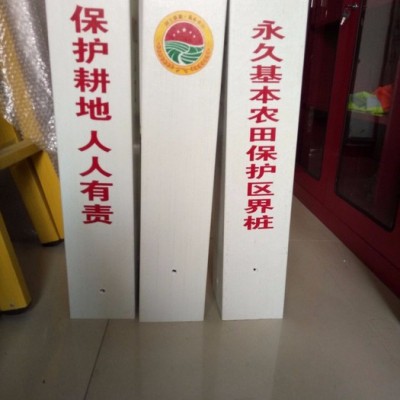 保护耕地 人人有责
永久基本农田保护区界桩